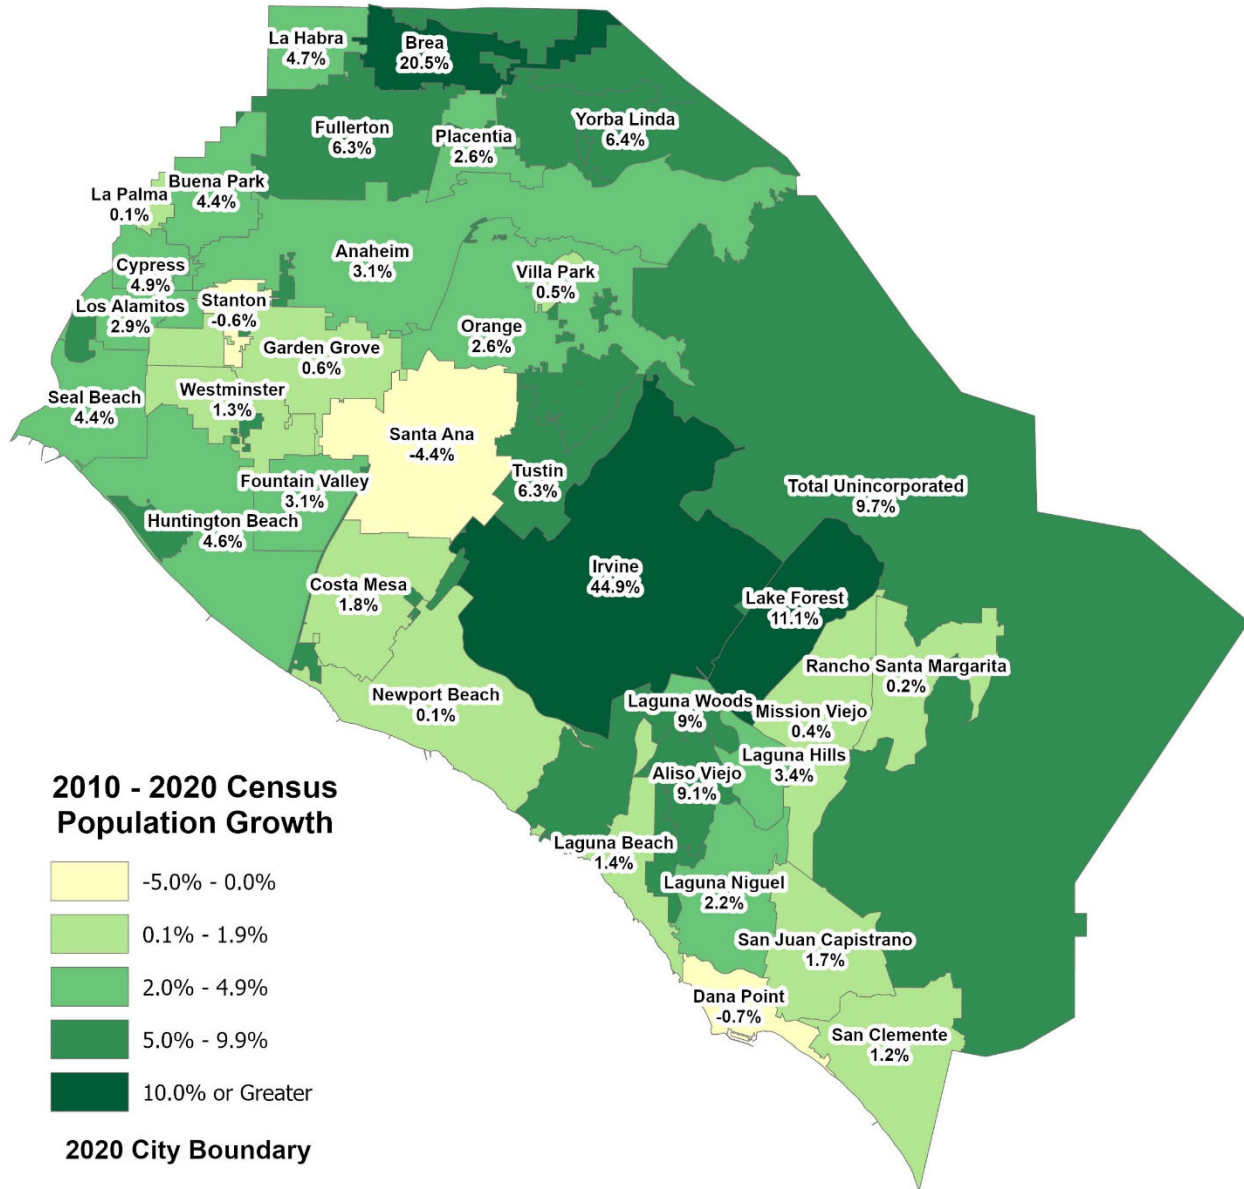 La Habra
4.7%
Brea
20.5%
Fullerton
6.3%
Placentia
2.6%
Yorba Linda
6.4%
La Palma
0.1%
Buena Park
4.4%
Cypress
4.9%
Anaheim
3.1%
Villa Park
0.5%
Los Alamitos
2.9%
Stanton
-0.6%
Orange
2.6%
Garden Grove
0.6%
Seal Beach
4.4%
Westminster
1.3%
Santa Ana
-4.4%
Tustin
6.3%
Fountain Valley
3.1%
Total Unincorporated
9.7%
Huntington Beach
4.6%
Irvine
44.9%
Costa Mesa
1.8%
Lake Forest
11.1%
Rancho Santa Margarita
0.2%
Newport Beach
0.1%
Laguna Woods
9%
Mission Viejo
0.4%
Laguna Hills
3.4%
Aliso Viejo
9.1%
Laguna Beach
1.4%
Laguna Niguel
2.2%
San Juan Capistrano
1.7%
Dana Point
-0.7%
San Clemente
1.2%
2010 - 2020 Census
Population Growth
-5.0% - 0.0%
0.1% - 1.9%
2.0% - 4.9%
5.0% - 9.9%
10.0% or Greater
2020 City Boundary